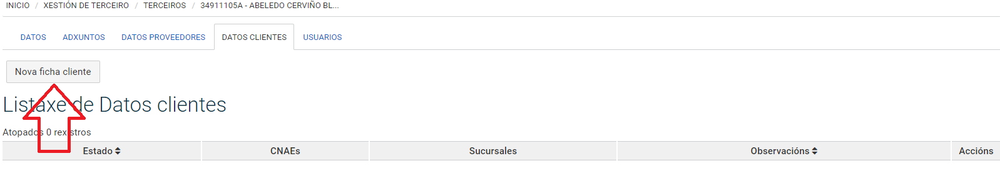 INICIO / XESTIÓN DE TERCEIRO / TERCEIROS / 34911105A - ABELEDO CERVIÑO BL...
DATOS ADXUNTOS DATOS PROVEEDORES DATOS CLIENTES USUARIOS
Nova ficha cliente
Listaxe de Datos clientes
Atopados 0 rexistros
Estado CNAEs Sucursales Observacións Accións